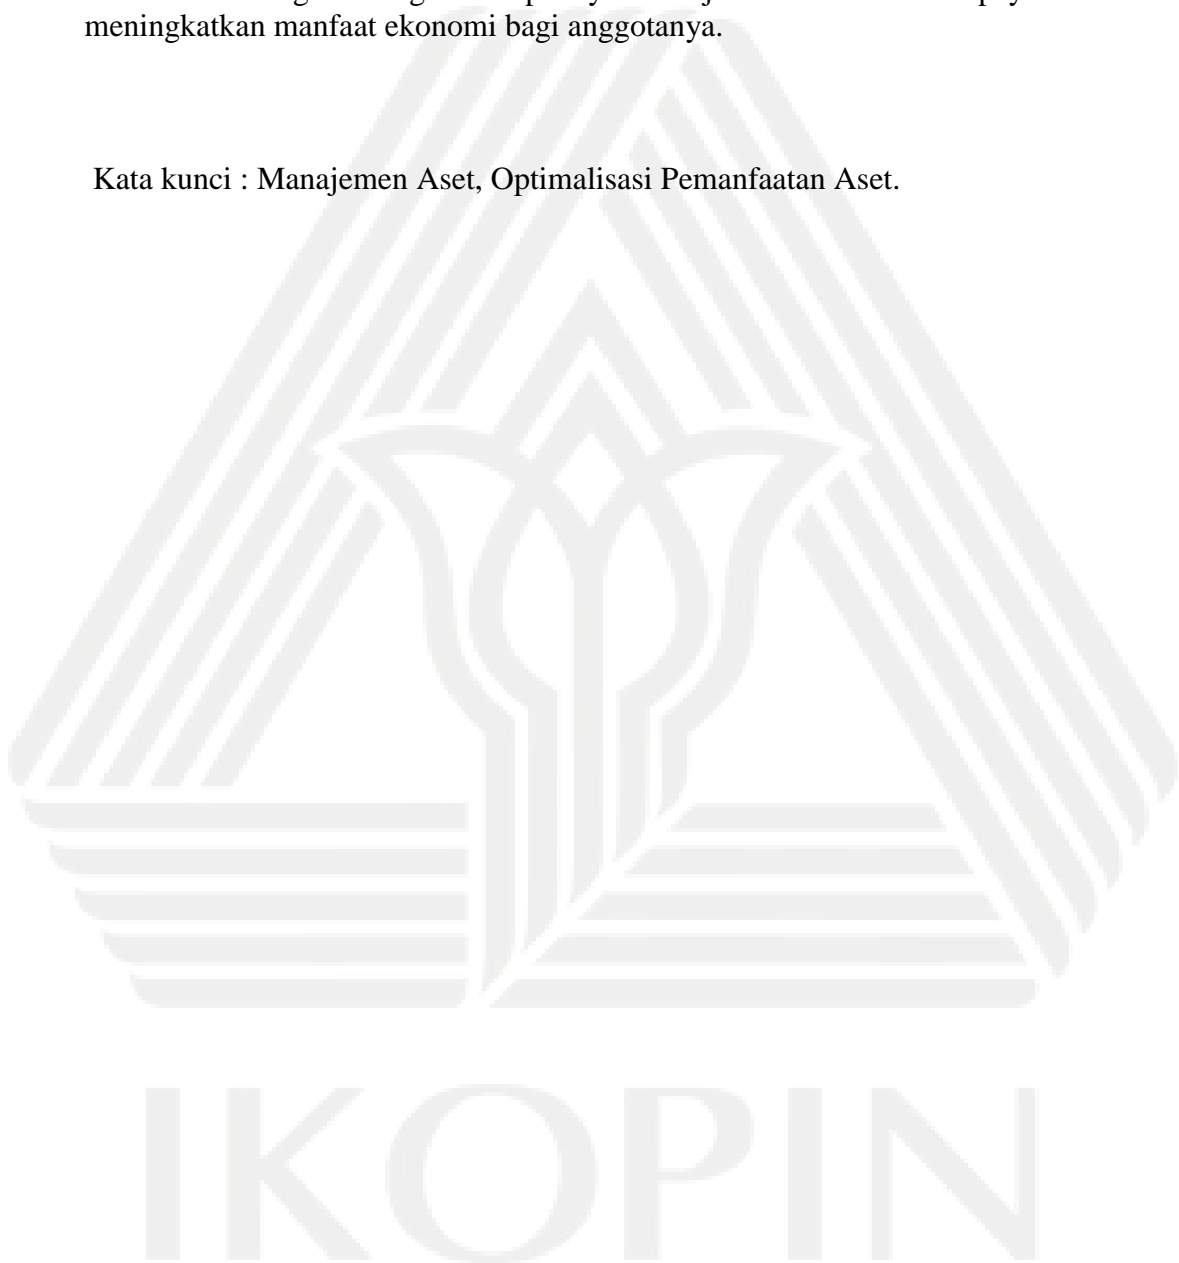 meningkatkan manfaat ekonomi bagi anggotanya.
Kata kunci : Manajemen Aset, Optimalisasi Pemanfaatan Aset.
IKOPIN